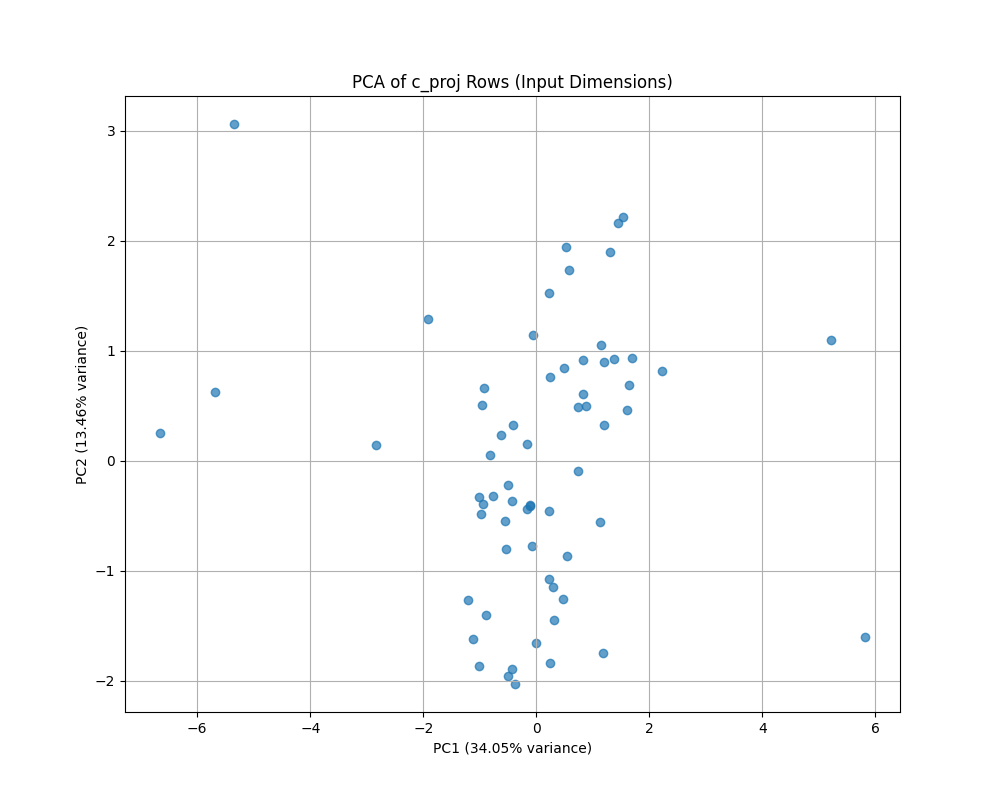 PCA of c_proj Rows (Input Dimensions)
3
2
1
0
−1
−2
PC2 (13.46% variance)
−6 −4 −2 0 2 4 6
PC1 (34.05% variance)